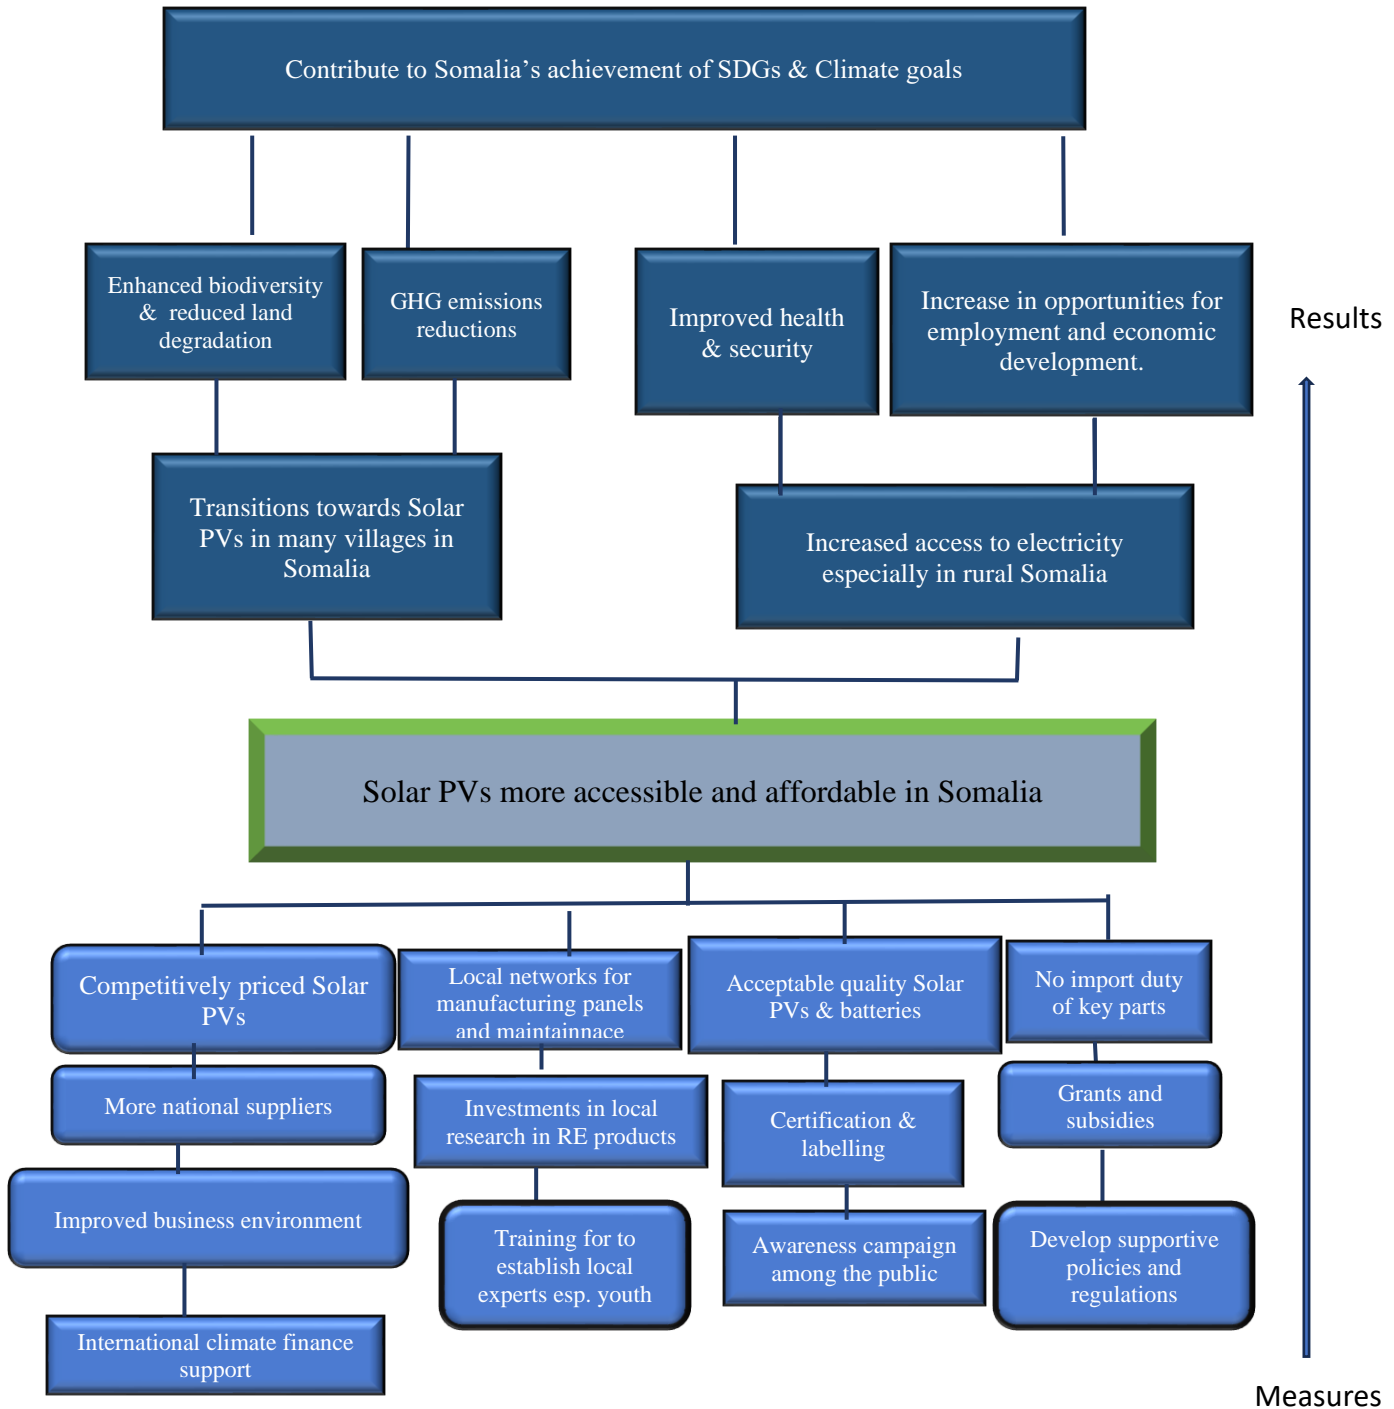 Contribute to Somalia’s achievement of SDGs & Climate goals
Enhanced biodiversity
& reduced land
degradation
GHG emissions
reductions
Improved health
& security
Increase in opportunities for
employment and economic
development.
Results
Transitions towards Solar
PVs in many villages in
Somalia
Increased access to electricity
especially in rural Somalia
Solar PVs more accessible and affordable in Somalia
Competitively priced Solar
PVs
Local networks for
manufacturing panels
and maintainnace
Acceptable quality Solar
PVs & batteries
No import duty
of key parts
More national suppliers
Investments in local
research in RE products
Certification &
labelling
Grants and
subsidies
Improved business environment
Training for to
establish local
experts esp. youth
Awareness campaign
among the public
Develop supportive
policies and
regulations
International climate finance
support
Measures